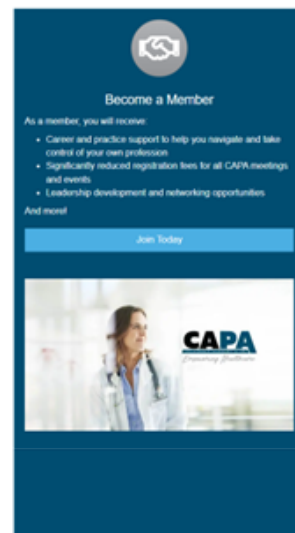 Become a Member
As a member, you will receive:
• Career and practice support to help you navigate and take
control of your own profession
• Significantly reduced registration fees for all CAPA meetings
and events
• Leadership development and networking opportunities
And more!
Join Today
CAPA
Empowering Healthcare